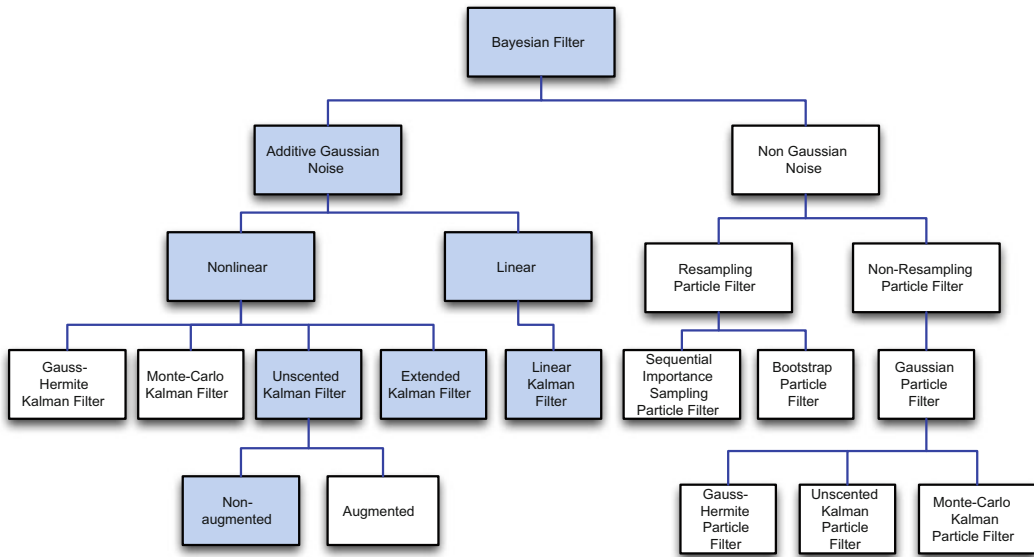 Bayesian Filter
Additive Gaussian
Noise
Non Gaussian
Noise
Nonlinear
Linear
Resampling
Particle Filter
Non-Resampling
Particle Filter
Gauss-
Hermite
Kalman Filter
Monte-Carlo
Kalman Filter
Unscented
Kalman Filter
Extended
Kalman Filter
Linear
Kalman
Filter
Sequential
Importance
Sampling
Particle Filter
Bootstrap
Particle
Filter
Gaussian
Particle
Filter
Non-
augmented
Augmented
Gauss-
Hermite
Particle
Filter
Unscented
Kalman
Particle
Filter
Monte-Carlo
Kalman
Particle Filter